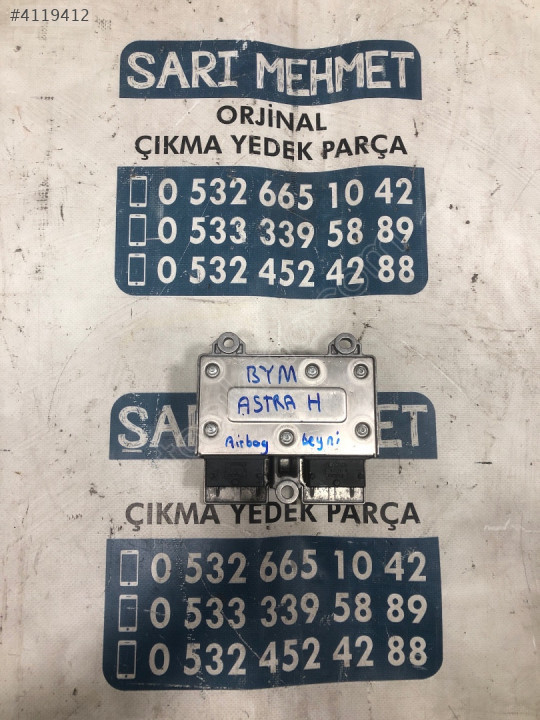 #4119412
SARI MEHMET
ORJİNAL
ÇIKMA YEDEK PARÇA
0 532 665 10 42
0 533 339 58 89
0 532 452 42 88
BYM
ASTRA H
Airbag beyni
ÇIKMA YEDEK PARÇA
0 532 665 10 42
0 533 339 58 89
0 532 452 42 88